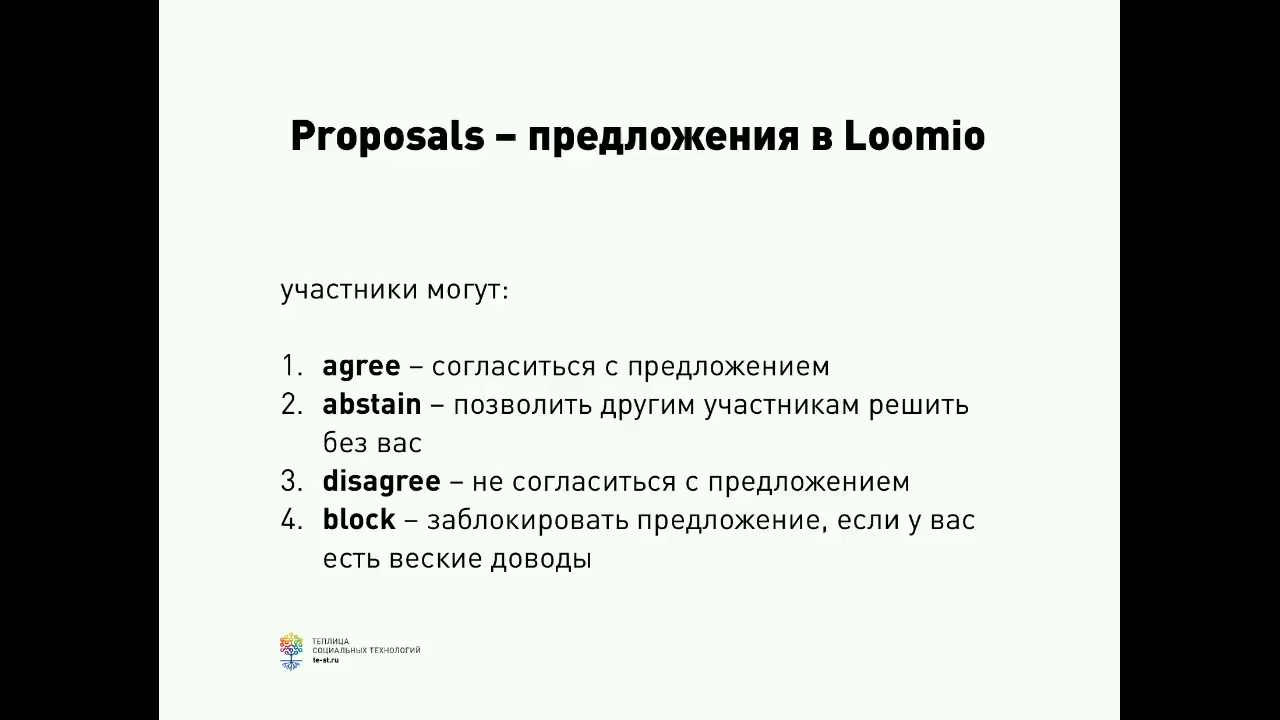 Proposals – предложения в Loomio
участники могут:
1. agree – согласиться с предложением
2. abstain – позволить другим участникам решить
без вас
3. disagree – не согласиться с предложением
4. block – заблокировать предложение, если у вас
есть веские доводы
ТЕПЛИЦА
СОЦИАЛЬНЫХ ТЕХНОЛОГИЙ
te-st.ru